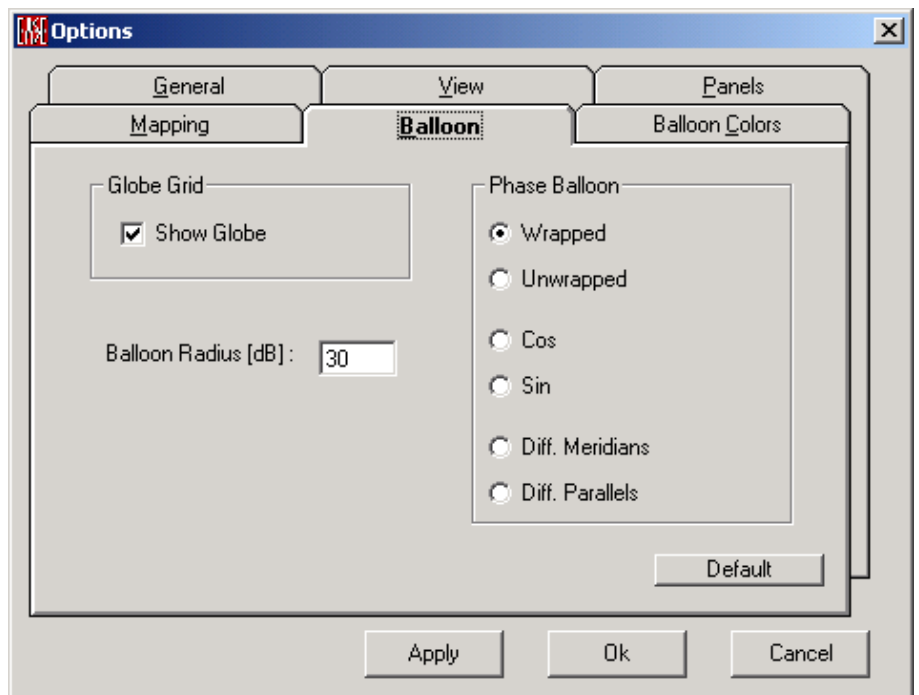 EASE
Options
General
View
Panels
Mapping
Balloon
Balloon Colors
Globe Grid
Show Globe
Balloon Radius [dB] :
30
Phase Balloon
Wrapped
Unwrapped
Cos
Sin
Diff. Meridians
Diff. Parallels
Default
Apply
Ok
Cancel